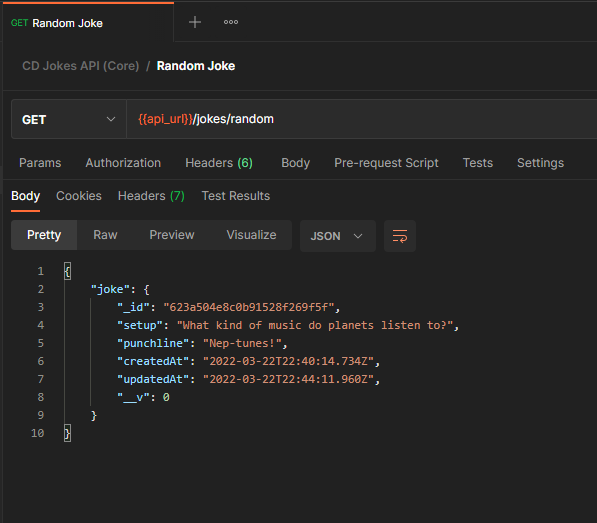 GET Random Joke
CD Jokes API (Core) / Random Joke
GET {{api_url}}/jokes/random
Params Authorization Headers (6) Body Pre-request Script Tests Settings
Body Cookies Headers (7) Test Results
Pretty Raw Preview Visualize JSON
1 {
2 "joke": {
3 "_id": "623a504e8c0b91528f269f5f",
4 "setup": "What kind of music do planets listen to?",
5 "punchline": "Nep-tunes!",
6 "createdAt": "2022-03-22T22:40:14.734Z",
7 "updatedAt": "2022-03-22T22:44:11.960Z",
8 "__v": 0
9 }
10 }